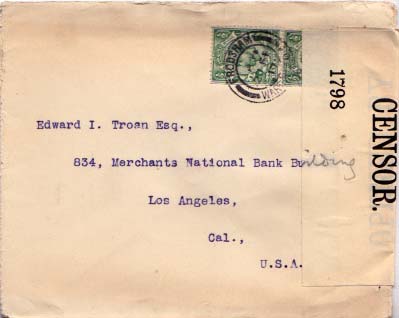 Edward I. Troan Esq.,
834, Merchants National Bank Building
Los Angeles,
Cal.,
U.S.A.
1798
CENSOR.